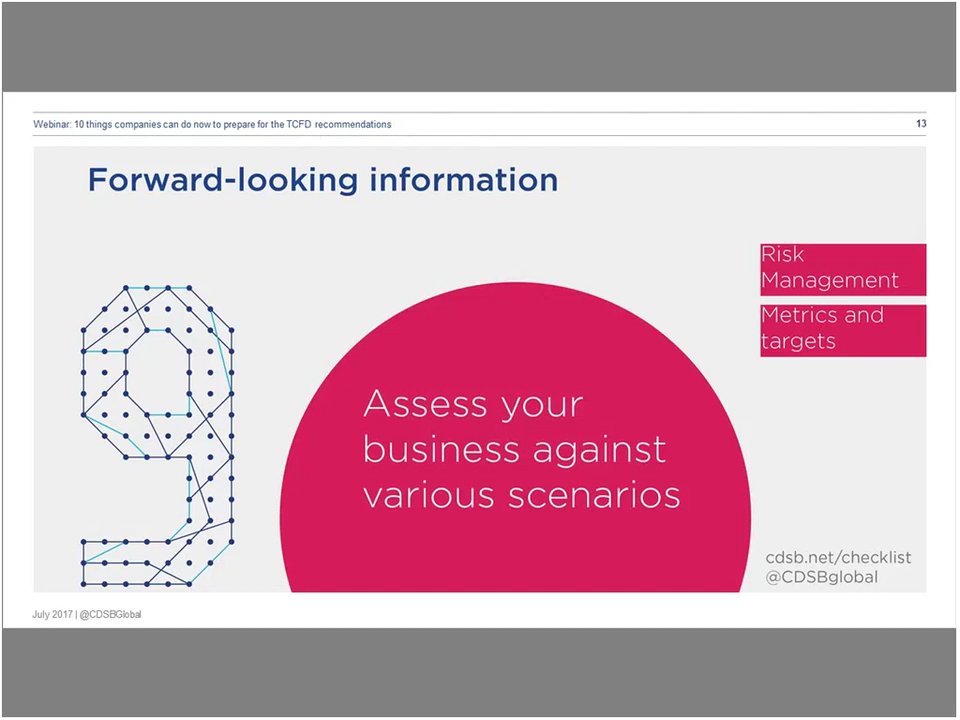 Webinar: 10 things companies can do now to prepare for the TCFD recommendations
13
Forward-looking information
9
Risk
Management
Metrics and
targets
Assess your
business against
various scenarios
cdsb.net/checklist
@CDSBglobal
July 2017 | @CDSBGlobal